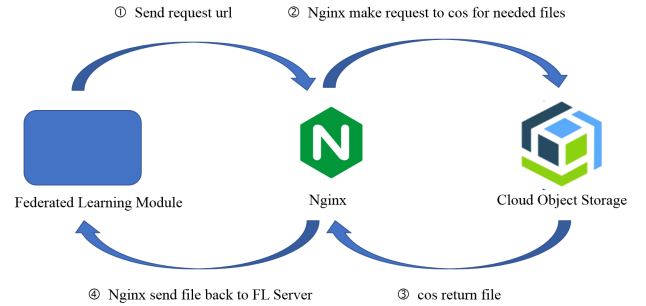 ① Send request url
② Nginx make request to cos for needed files
N
Federated Learning Module
Nginx
Cloud Object Storage
④ Nginx send file back to FL Server
③ cos return file